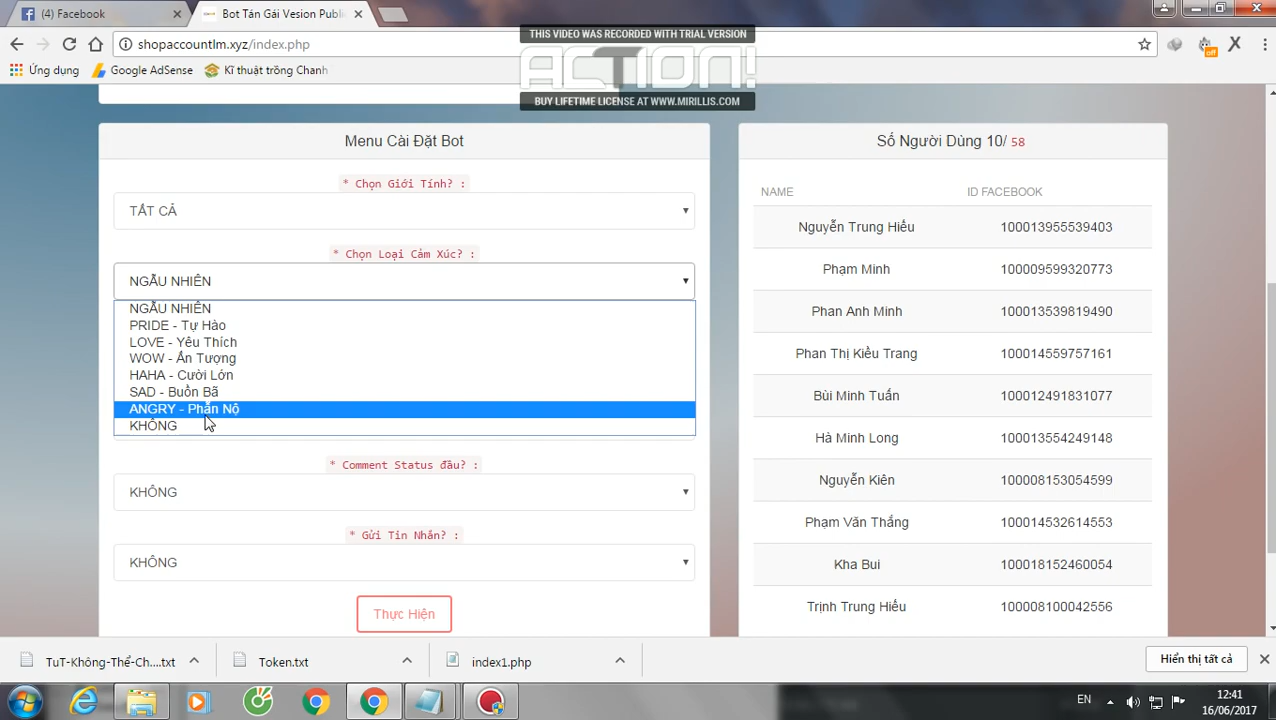 (4) Facebook
Bot Tán Gái Vesion Publi
shopaccountlm.xyz/index.php
Ứng dụng
Google AdSense
Kĩ thuật trồng Chanh
off
THIS VIDEO WAS RECORDED WITH TRIAL VERSION
ACTION!
BUY LIFETIME LICENSE AT WWW.MIRILLIS.COM
Menu Cài Đặt Bot
* Chọn Giới Tính? :
TẤT CẢ
* Chọn Loại Cảm Xúc? :
NGẪU NHIÊN
NGẪU NHIÊN
PRIDE - Tự Hào
LOVE - Yêu Thích
WOW - Ấn Tượng
HAHA - Cười Lớn
SAD - Buồn Bã
ANGRY - Phẫn Nộ
KHÔNG
* Comment Status đầu? :
KHÔNG
* Gửi Tin Nhắn? :
KHÔNG
Thực Hiện
Số Người Dùng 10/ 58
NAME ID FACEBOOK
Nguyễn Trung Hiếu 100013955539403
Phạm Minh 100009599320773
Phan Anh Minh 100013539819490
Phan Thị Kiều Trang 100014559757161
Bùi Minh Tuấn 100012491831077
Hà Minh Long 100013554249148
Nguyễn Kiên 100008153054599
Phạm Văn Thắng 100014532614553
Kha Bui 100018152460054
Trịnh Trung Hiếu 100008100042556
TuT-Không-Thể-Ch....txt
Token.txt
index1.php
Hiển thị tất cả
EN
12:41
16/06/2017